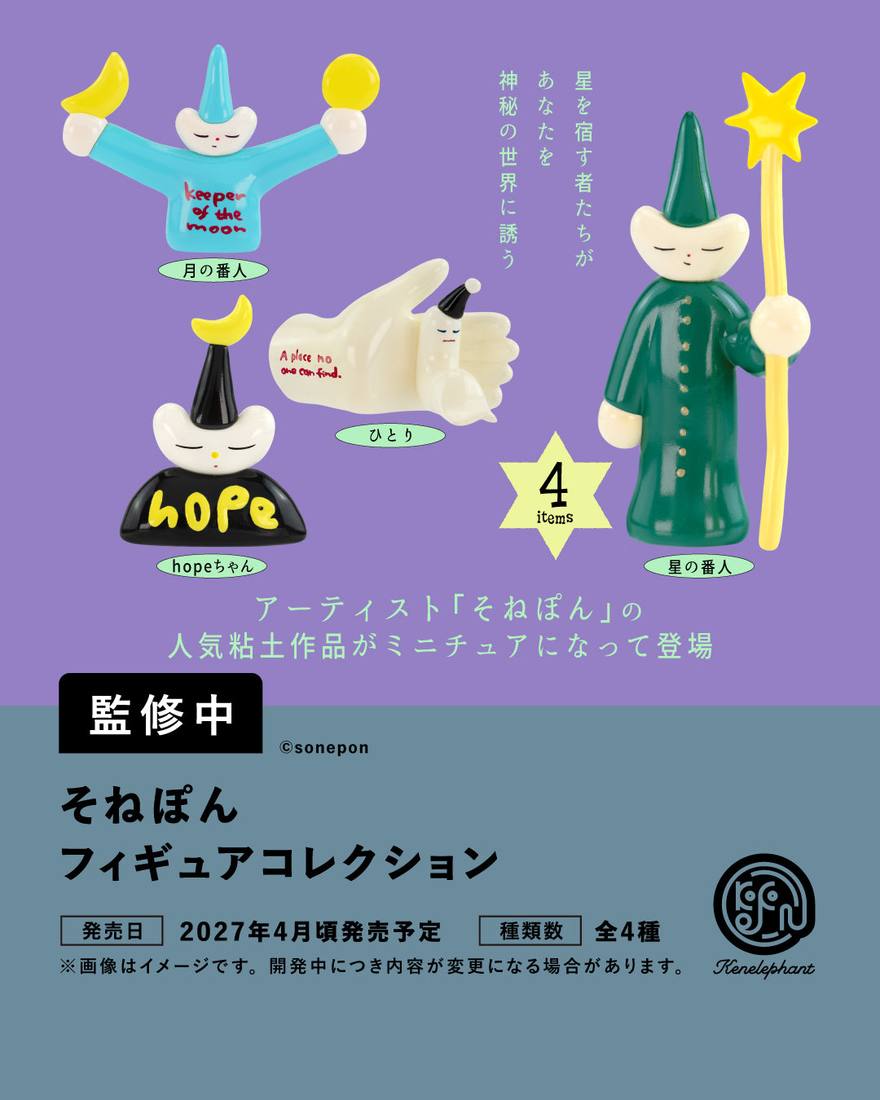 星を宿す者たちが
あなたを
神秘の世界に誘う
keeper
of the
moon
月の番人
A place no
one can find.
ひとり
hope
hopeちゃん
4
items
星の番人
アーティスト「そねぽん」の
人気粘土作品がミニチュアになって登場
監修中
©sonepon
そねぽん
フィギュアコレクション
発売日 2027年4月頃発売予定 種類数 全4種
※画像はイメージです。開発中につき内容が変更になる場合があります。
Kenelephant